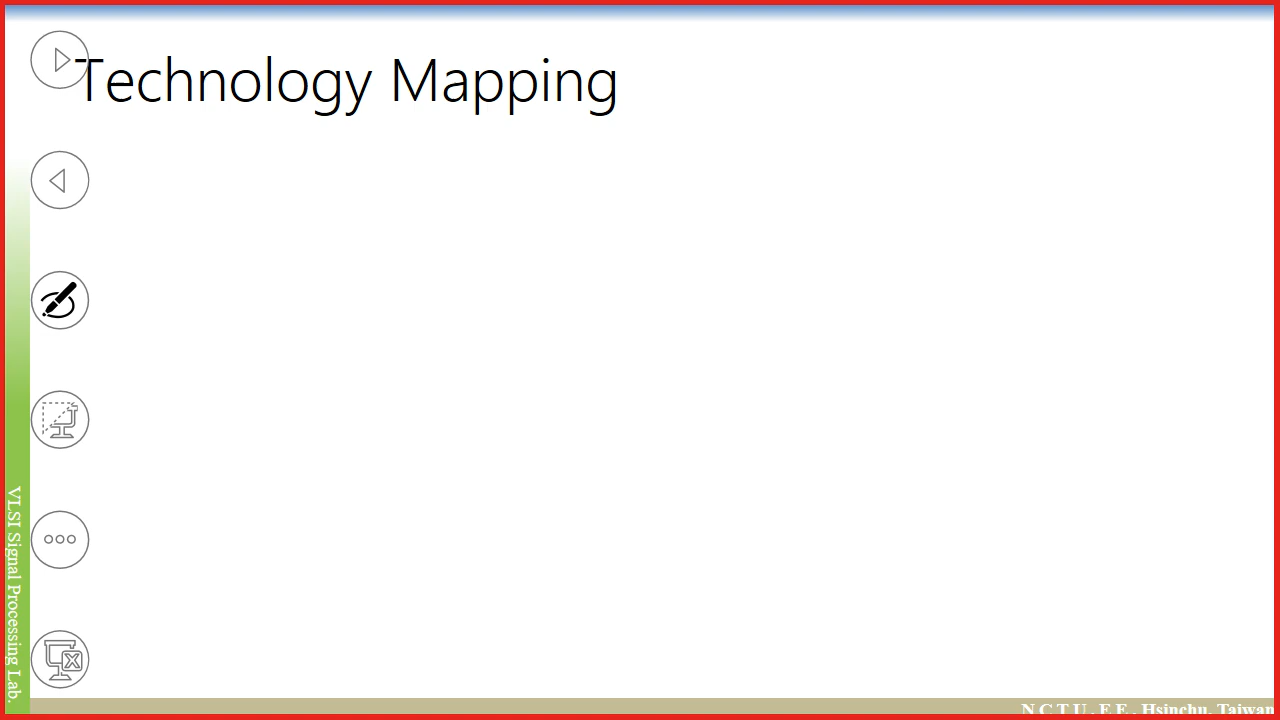 Technology Mapping
VLSI Signal Processing Lab.
N C T U . E E , Hsinchu, Taiwan